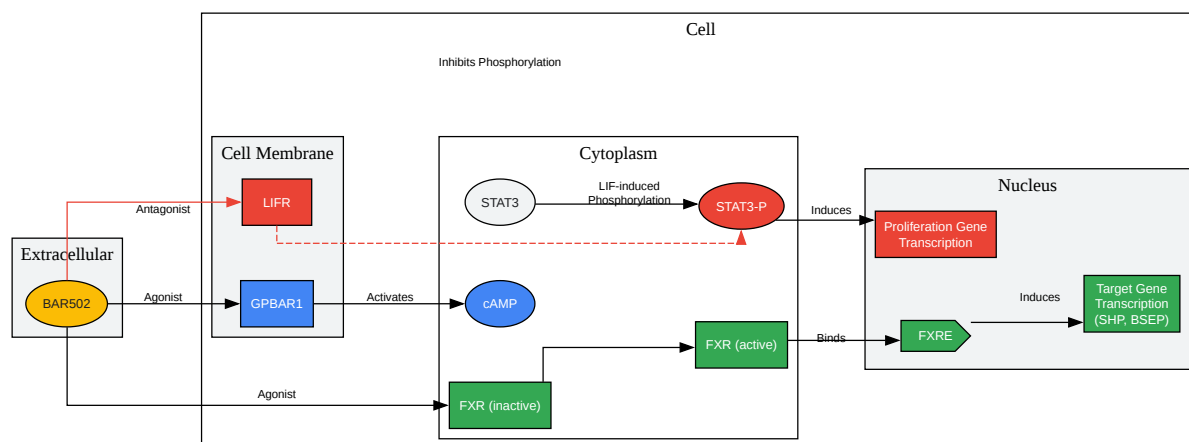 Cell
Inhibits Phosphorylation
Cell Membrane
Cytoplasm
Nucleus
Extracellular
LIFR
Antagonist
STAT3
LIF-induced
Phosphorylation
STAT3-P
Induces
Proliferation Gene
Transcription
BAR502
Agonist
GPBAR1
Activates
cAMP
Induces
Target Gene
Transcription
(SHP, BSEP)
FXR (active)
Binds
FXRE
Agonist
FXR (inactive)